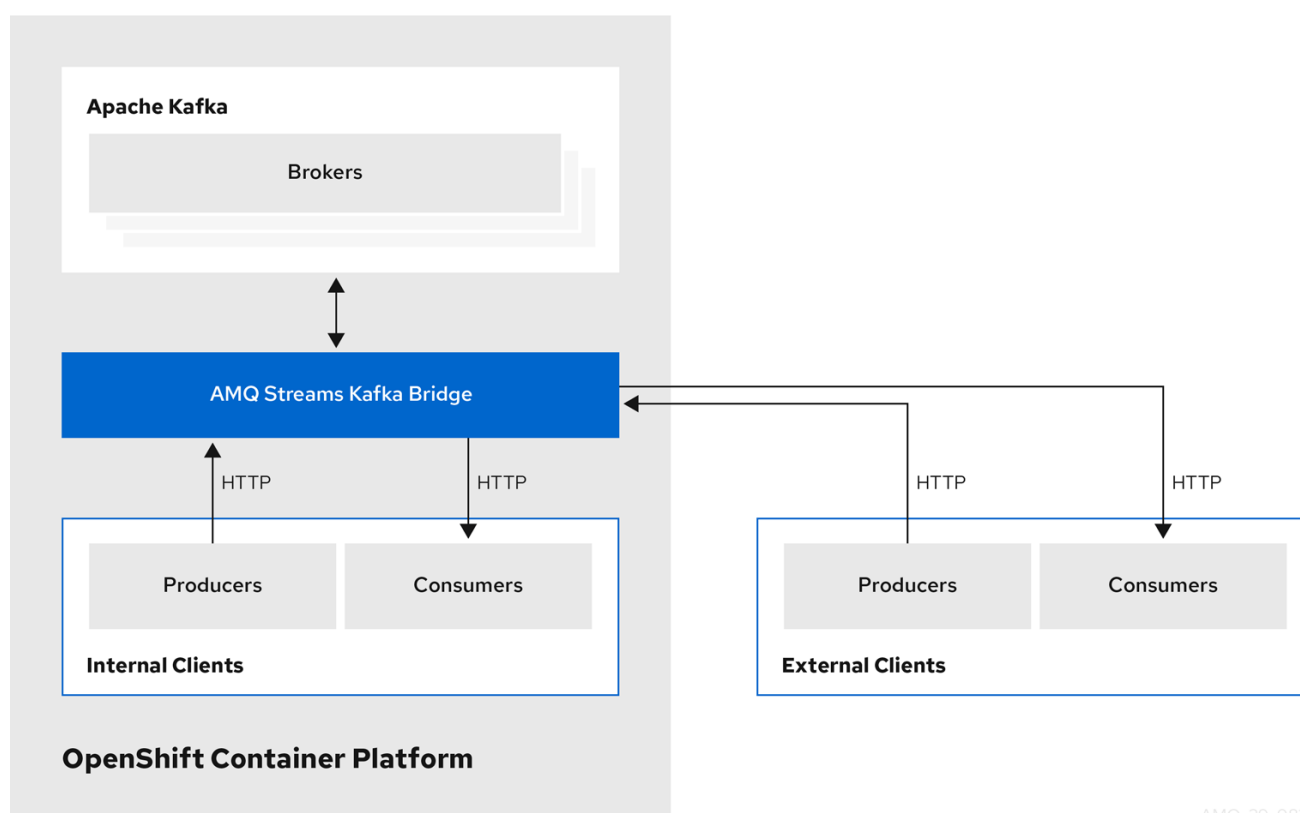 Apache Kafka
Brokers
AMQ Streams Kafka Bridge
HTTP
HTTP
HTTP
HTTP
Producers
Consumers
Producers
Consumers
Internal Clients
External Clients
OpenShift Container Platform